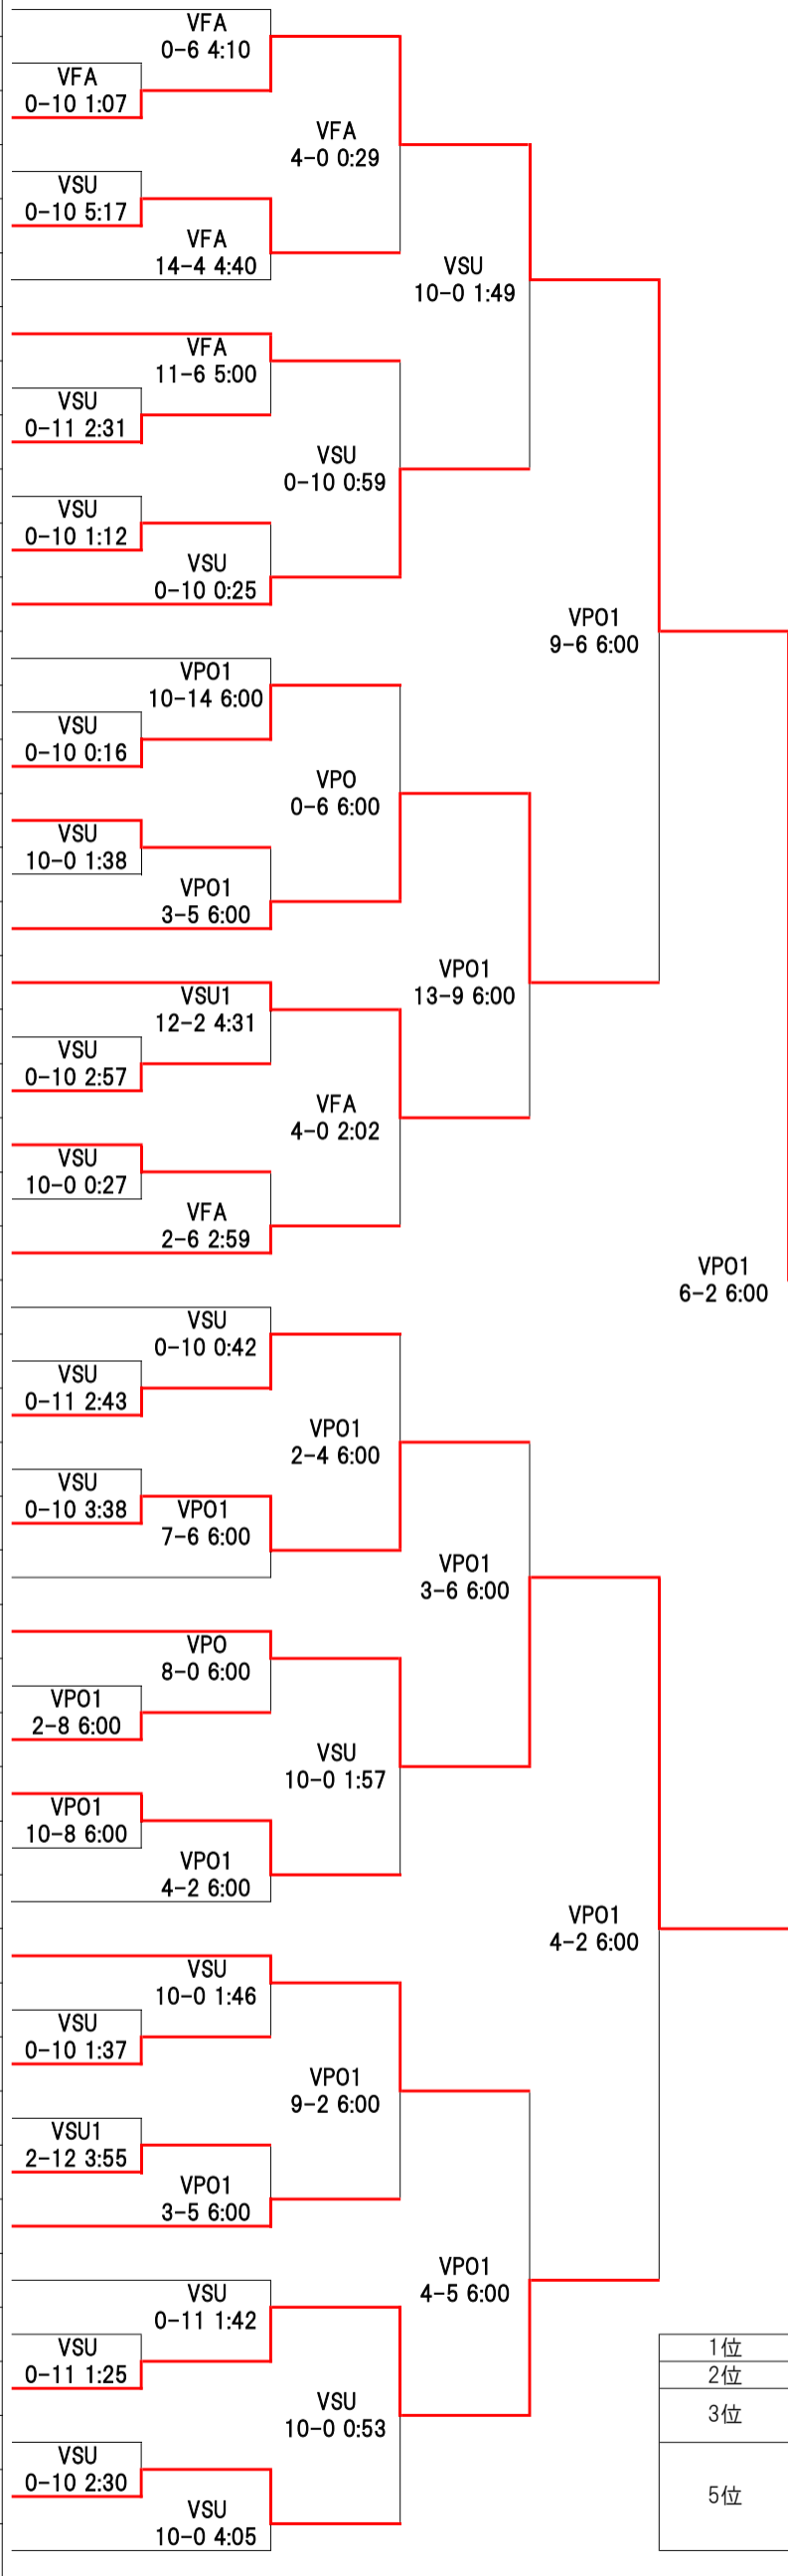 VFA
0-6 4:10
VFA
0-10 1:07
VFA
4-0 0:29
VSU
0-10 5:17
VFA
14-4 4:40
VSU
10-0 1:49
VFA
11-6 5:00
VSU
0-11 2:31
VSU
0-10 0:59
VSU
0-10 1:12
VSU
0-10 0:25
VPO1
9-6 6:00
VPO1
10-14 6:00
VSU
0-10 0:16
VPO
0-6 6:00
VSU
10-0 1:38
VPO1
3-5 6:00
VPO1
13-9 6:00
VSU1
12-2 4:31
VSU
0-10 2:57
VFA
4-0 2:02
VSU
10-0 0:27
VFA
2-6 2:59
VPO1
6-2 6:00
VSU
0-10 0:42
VSU
0-11 2:43
VPO1
2-4 6:00
VSU
0-10 3:38
VPO1
7-6 6:00
VPO1
3-6 6:00
VPO
8-0 6:00
VPO1
2-8 6:00
VSU
10-0 1:57
VPO1
10-8 6:00
VPO1
4-2 6:00
VPO1
4-2 6:00
VSU
10-0 1:46
VSU
0-10 1:37
VPO1
9-2 6:00
VSU1
2-12 3:55
VPO1
3-5 6:00
VPO1
4-5 6:00
VSU
0-11 1:42
VSU
0-11 1:25
VSU
10-0 0:53
VSU
0-10 2:30
VSU
10-0 4:05
1位
2位
3位
5位